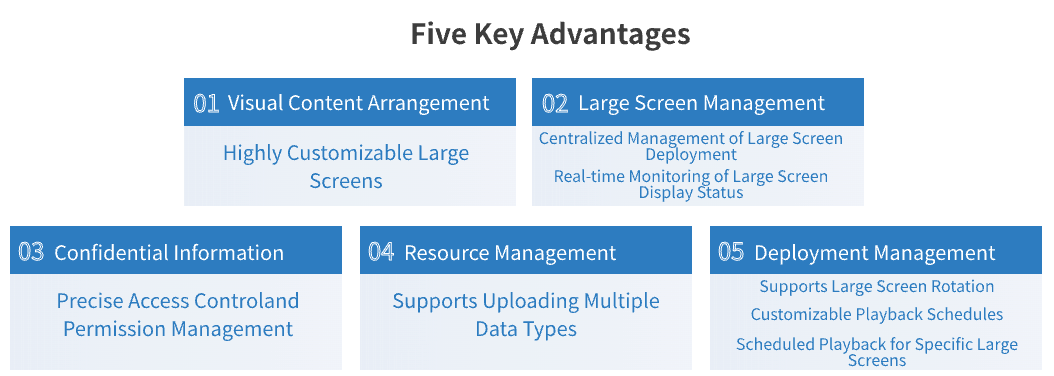 Five Key Advantages
01 Visual Content Arrangement
Highly Customizable Large
Screens
02 Large Screen Management
Centralized Management of Large Screen
Deployment
Real-time Monitoring of Large Screen
Display Status
03 Confidential Information
Precise Access Controland
Permission Management
04 Resource Management
Supports Uploading Multiple
Data Types
05 Deployment Management
Supports Large Screen Rotation
Customizable Playback Schedules
Scheduled Playback for Specific Large
Screens